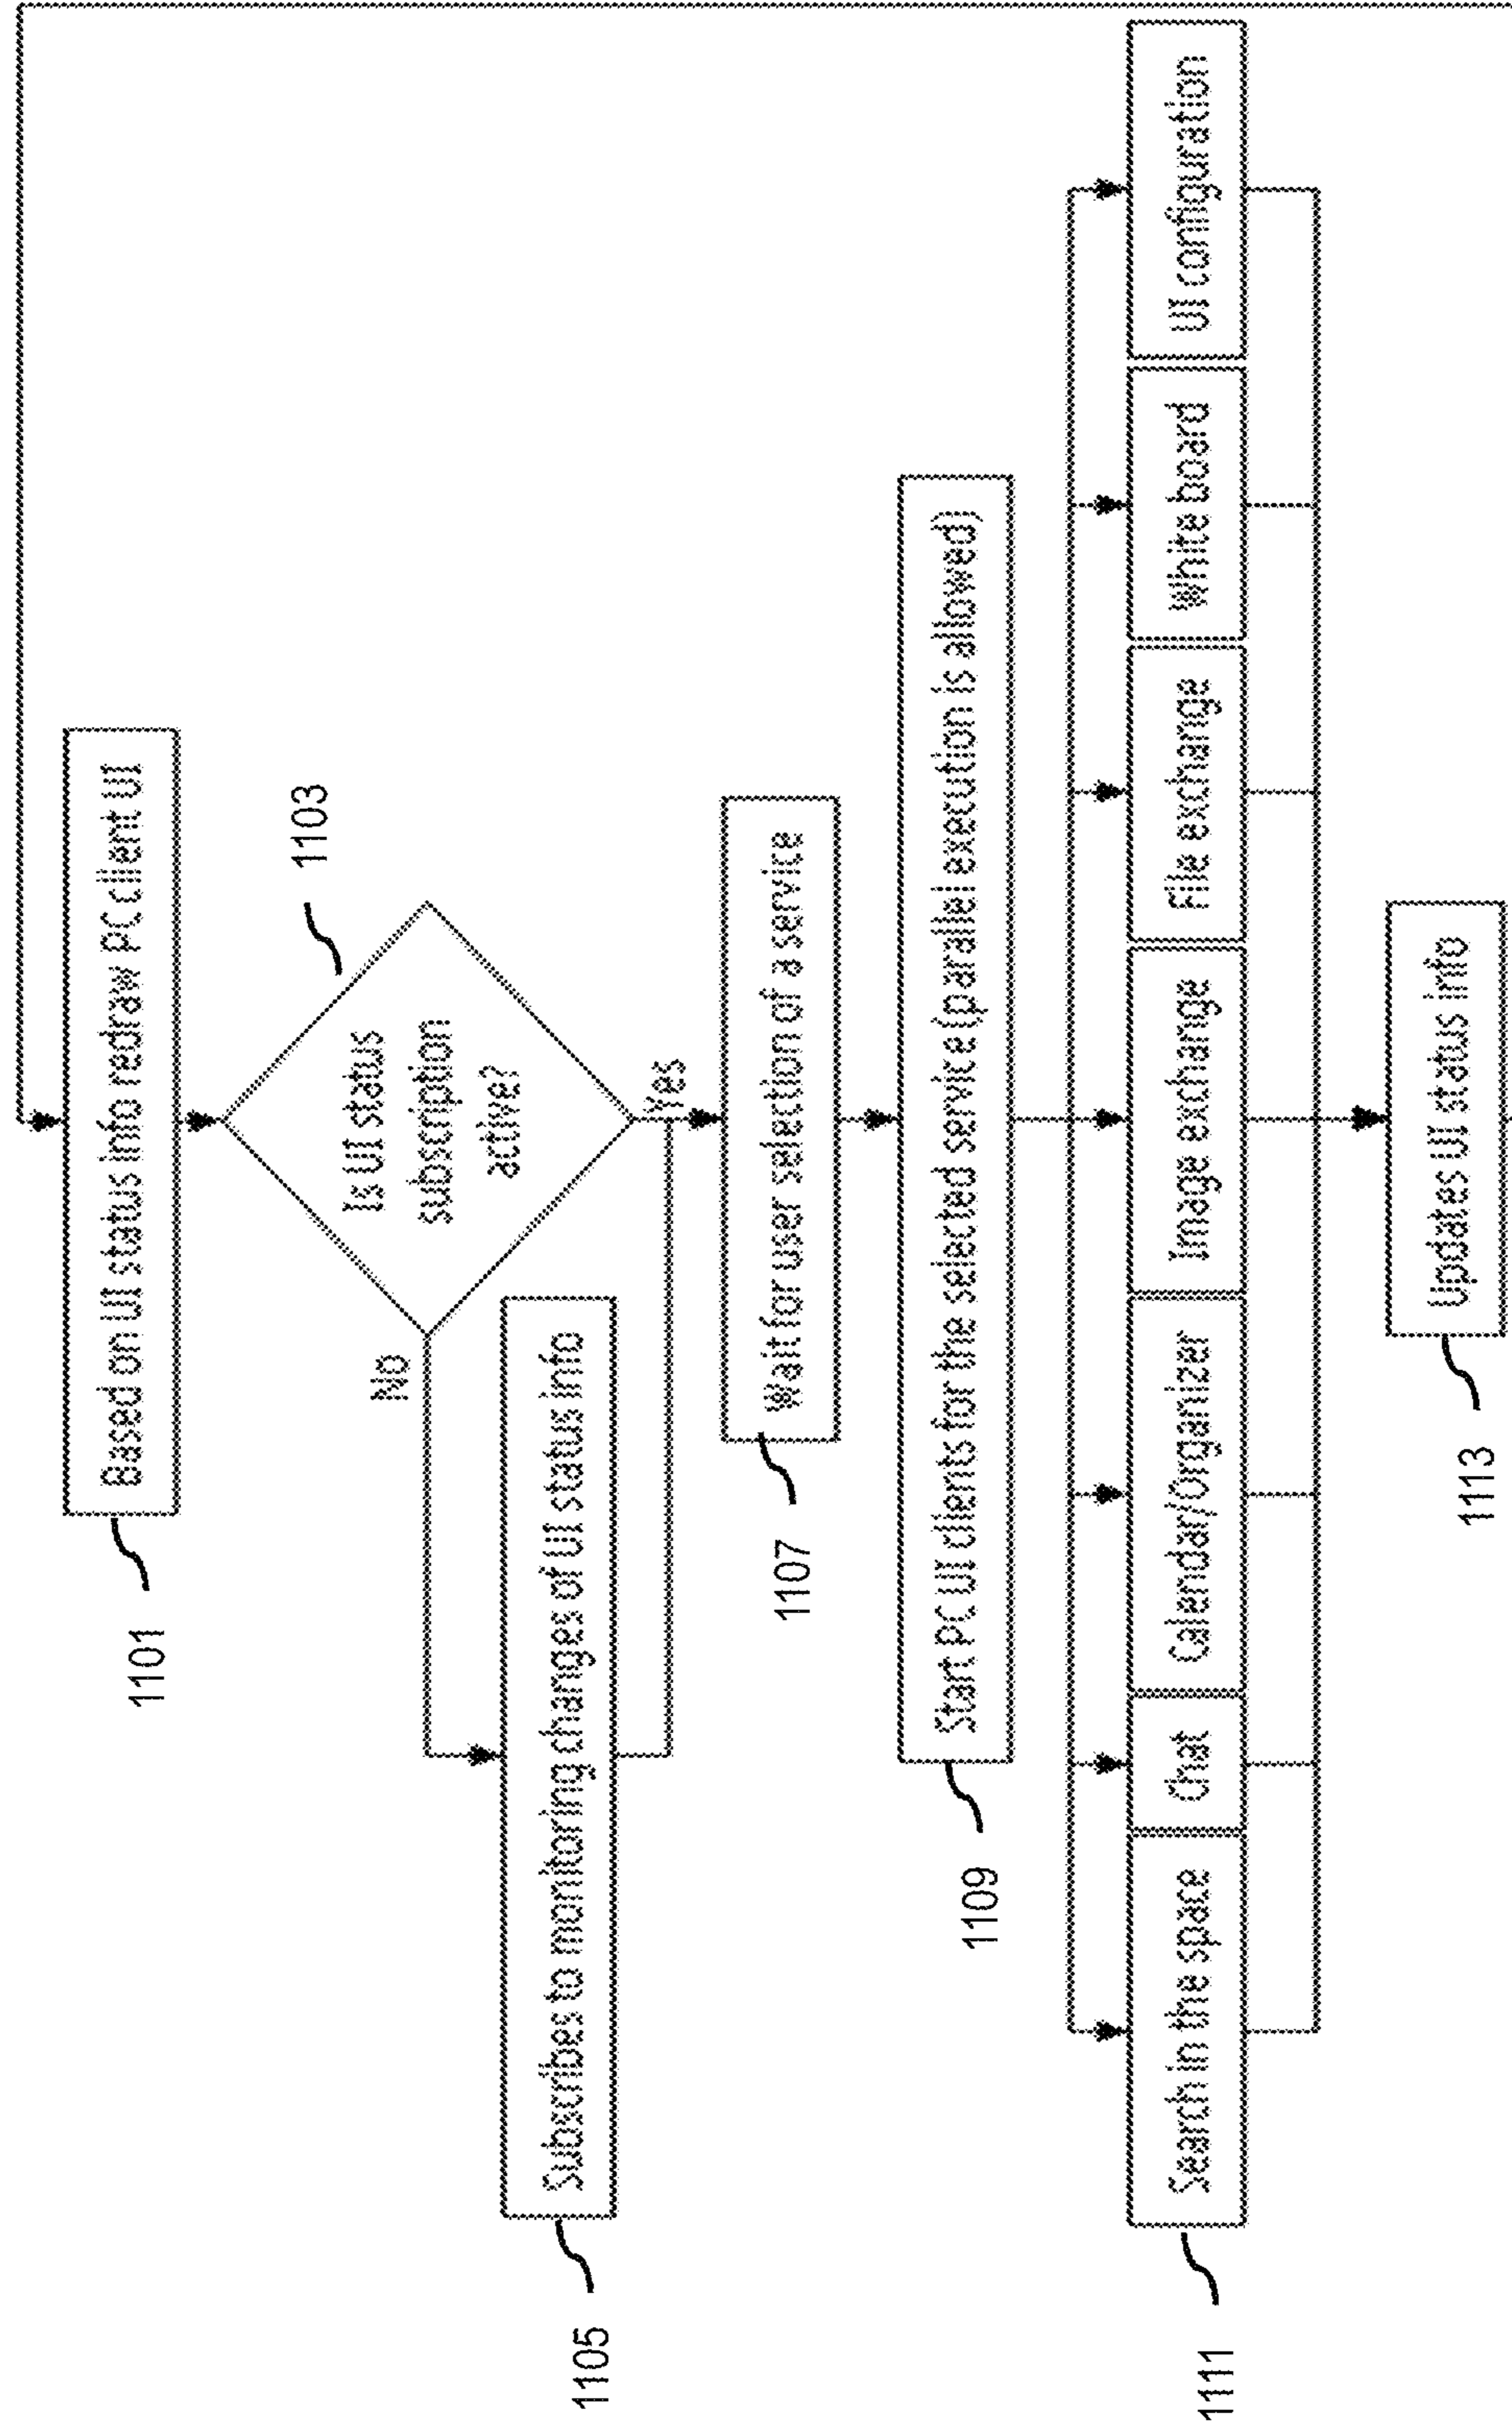 1101
Based on UI status info redraw PC client UI
1103
Is UI status
subscription
active?
No
Yes
1105
Subscribes to monitoring changes of UI status info
1107
Wait for user selection of a service
1109
Start PC UI clients for the selected service (parallel execution is allowed)
1111
Search in the space
Chat
Calendar/Organizer
Image exchange
File exchange
White board
UI configuration
1113
Updates UI status info